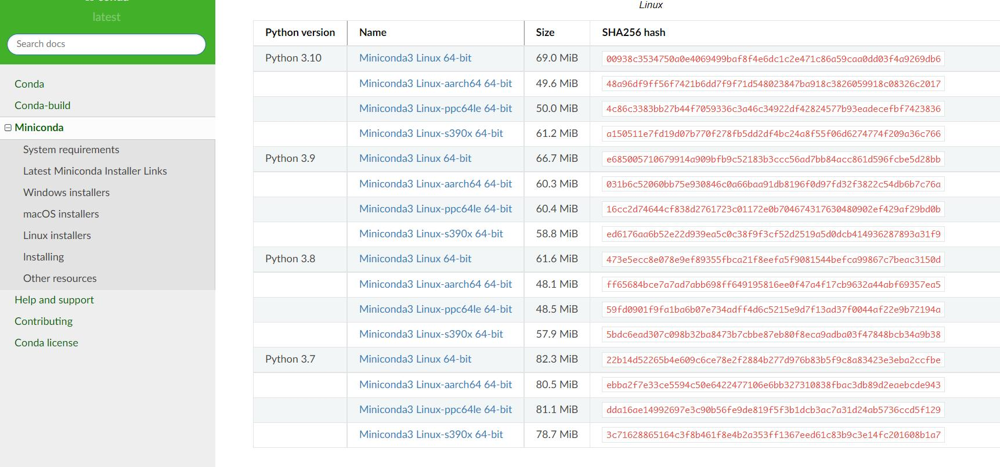 latest
Linux
Search docs
Python version Name Size SHA256 hash
Python 3.10 Miniconda3 Linux 64-bit 69.0 MiB 00938c3534750a0e4069499baf8f4e6dc1c2e471c86a59caa0dd03f4a9269db6
Miniconda3 Linux-aarch64 64-bit 49.6 MiB 48a96df9ff56f7421b6dd7f9f71d548023847ba918c3826059918c08326c2017
Miniconda3 Linux-ppc64le 64-bit 50.0 MiB 4c86c3383bb27b44f7059336c3a46c34922df42824577b93eadecefbf7423836
Miniconda3 Linux-s390x 64-bit 61.2 MiB a150511e7fd19d07b770f278fb5dd2df4bc24a8f55f06d6274774f209a36c766
Python 3.9 Miniconda3 Linux 64-bit 66.7 MiB e685005710679914a909bfb9c52183b3ccc56ad7bb84acc861d596fcbe5d28bb
Miniconda3 Linux-aarch64 64-bit 60.3 MiB 031b6c52060bb75e930846c0a66baa91db8196f0d97fd32f3822c54db6b7c76a
Miniconda3 Linux-ppc64le 64-bit 60.4 MiB 16cc2d74644cf838d2761723c01172e0b704674317630480902ef429af29bd0b
Miniconda3 Linux-s390x 64-bit 58.8 MiB ed6176aa6b52e22d939ea5c0c38f9f3cf52d2519a5d0dcb414936287893a31f9
Python 3.8 Miniconda3 Linux 64-bit 61.6 MiB 473e5ecc8e078e9ef89355fbca21f8eefa5f9081544befca99867c7beac3150d
Miniconda3 Linux-aarch64 64-bit 48.1 MiB ff65684bce7a7ad7abb698ff649195816ee0f47a4f17cb9632a44abf69357ea5
Miniconda3 Linux-ppc64le 64-bit 48.5 MiB 59fd0901f9fa1ba6b07e734adff4d6c5215e9d7f13ad37f0044af22e9b72194a
Miniconda3 Linux-s390x 64-bit 57.9 MiB 5bdc6ead307c098b32ba8473b7cbbe87eb80f8eca9adba03f47848bcb34a9b38
Python 3.7 Miniconda3 Linux 64-bit 82.3 MiB 22b14d52265b4e609c6ce78e2f2884b277d976b83b5f9c8a83423e3eba2ccfbe
Miniconda3 Linux-aarch64 64-bit 80.5 MiB ebba2f7e33ce5594c50e6422477106e6bb327310838fbac3db89d2eaebcde943
Miniconda3 Linux-ppc64le 64-bit 81.1 MiB dda16ae14992697e3c90b56fe9de819f5f3b1dcb3ac7a31d24ab5736ccd5f129
Miniconda3 Linux-s390x 64-bit 78.7 MiB 3c71628865164c3f8b461f8e4b2a353ff1367eed61c83b9c3e14fc201608b1a7
Conda
Conda-build
Miniconda
System requirements
Latest Miniconda Installer Links
Windows installers
macOS installers
Linux installers
Installing
Other resources
Help and support
Contributing
Conda license